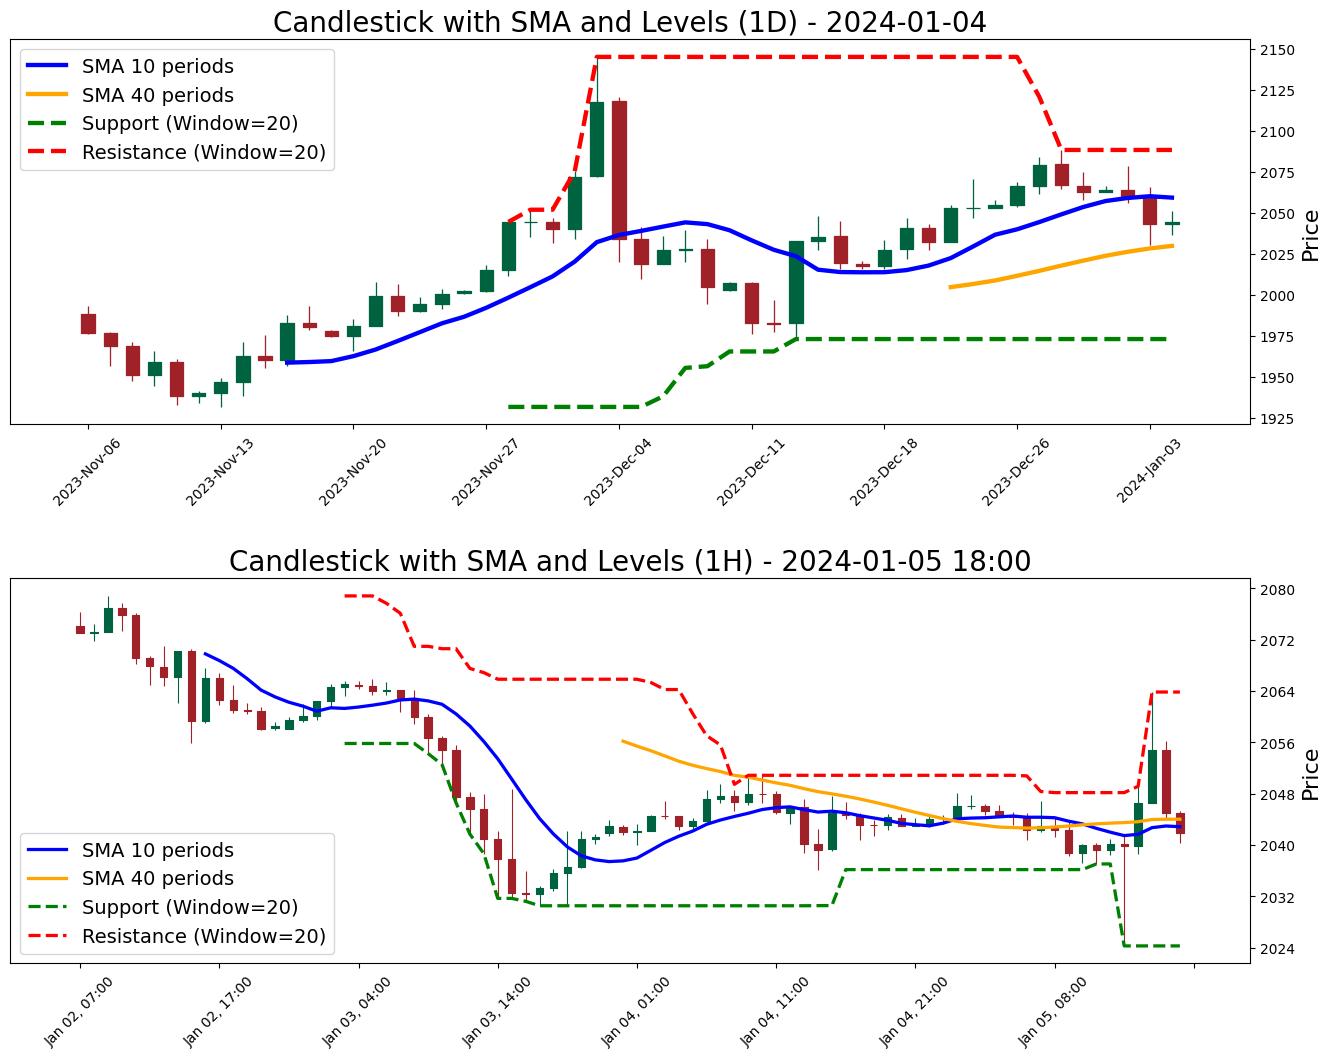 Candlestick with SMA and Levels (1D) - 2024-01-04
SMA 10 periods
SMA 40 periods
Support (Window=20)
Resistance (Window=20)
2150
2125
2100
2075
2050
2025
2000
1975
1950
1925
Price
2023-Nov-06
2023-Nov-13
2023-Nov-20
2023-Nov-27
2023-Dec-04
2023-Dec-11
2023-Dec-18
2023-Dec-26
2024-Jan-03
Candlestick with SMA and Levels (1H) - 2024-01-05 18:00
2080
2072
2064
2056
2048
2040
2032
2024
Price
SMA 10 periods
SMA 40 periods
Support (Window=20)
Resistance (Window=20)
Jan 02, 07:00
Jan 02, 17:00
Jan 03, 04:00
Jan 03, 14:00
Jan 04, 01:00
Jan 04, 11:00
Jan 04, 21:00
Jan 05, 08:00